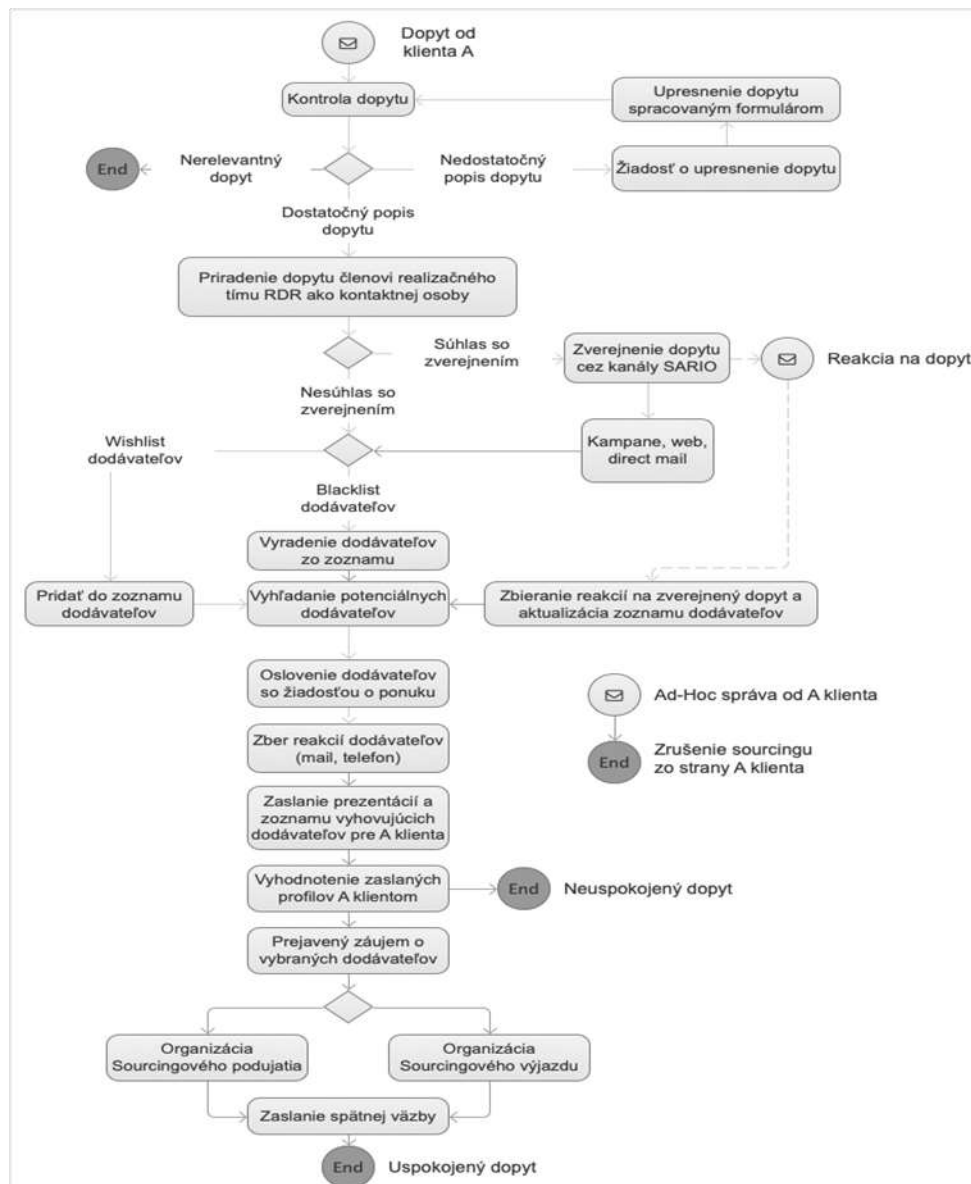 Dopyt od
klienta A
Kontrola dopytu
Upresnenie dopytu
spracovaným formulárom
End
Nerelevantný
dopyt
Nedostatočný
popis dopytu
Žiadosť o upresnenie dopytu
Dostatočný popis
dopytu
Priradenie dopytu členovi realizačného
tímu RDR ako kontaktnej osoby
Súhlas so
zverejnením
Zverejnenie dopytu
cez kanály SARIO
Reakcia na dopyt
Nesúhlas so
zverejnením
Wishlist
dodávateľov
Kampane, web,
direct mail
Blacklist
dodávateľov
Vyradenie dodávateľov
zo zoznamu
Pridať do zoznamu
dodávateľov
Vyhľadanie potenciálnych
dodávateľov
Zbieranie reakcií na zverejnený dopyt a
aktualizácia zoznamu dodávateľov
Oslovenie dodávateľov
so žiadosťou o ponuku
Ad-Hoc správa od A klienta
Zber reakcií dodávateľov
(mail, telefon)
End
Zrušenie sourcingu
zo strany A klienta
Zaslanie prezentácií a
zoznamu vyhovujúcich
dodávateľov pre A klienta
Vyhodnotenie zaslaných
profilov A klientom
End
Neuspokojený dopyt
Prejavený záujem o
vybraných dodávateľov
Organizácia
Sourcingového podujatia
Organizácia
Sourcingového výjazdu
Zaslanie spätnej väzby
End
Uspokojený dopyt